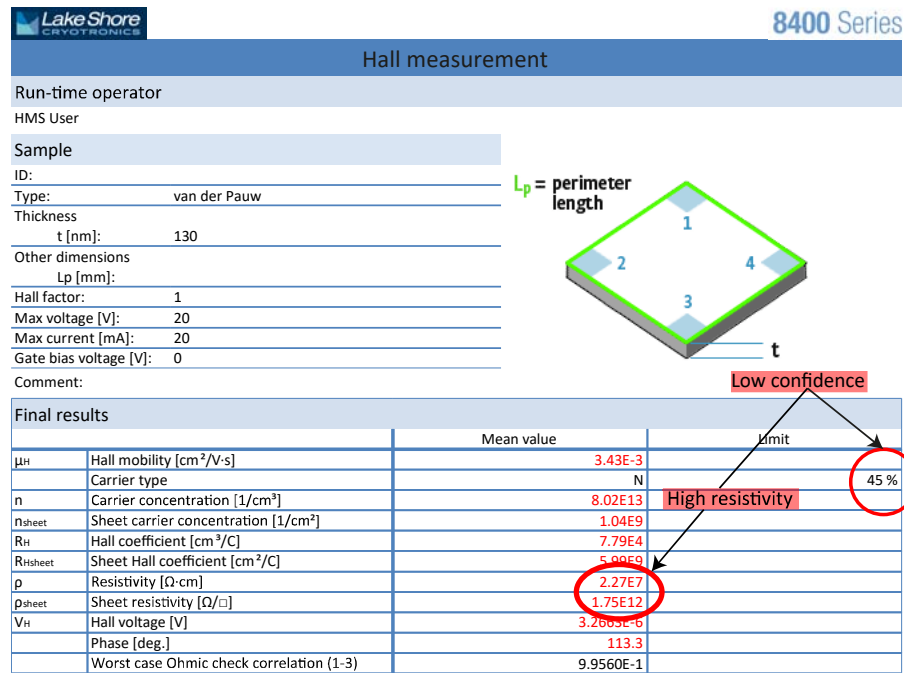 LakeShore
CRYOTRONICS
8400 Series
Hall measurement
Run-time operator
HMS User
Sample
ID:
Type: van der Pauw
Thickness
t [nm]: 130
Other dimensions
Lp [mm]:
Hall factor: 1
Max voltage [V]: 20
Max current [mA]: 20
Gate bias voltage [V]: 0
Comment:
Lp = perimeter
length
1
2 4
3
t
Low confidence
Final results
Mean value Limit
μH Hall mobility [cm²/V·s] 3.43E-3
Carrier type N 45 %
n Carrier concentration [1/cm³] 8.02E13
High resistivity
nsheet Sheet carrier concentration [1/cm²] 1.04E9
RH Hall coefficient [cm³/C] 7.79E4
RHsheet Sheet Hall coefficient [cm²/C] 5.99E9
ρ Resistivity [Ω·cm] 2.27E7
ρsheet Sheet resistivity [Ω/□] 1.75E12
VH Hall voltage [V]
Phase [deg.] 113.3
Worst case Ohmic check correlation (1-3) 9.9560E-1